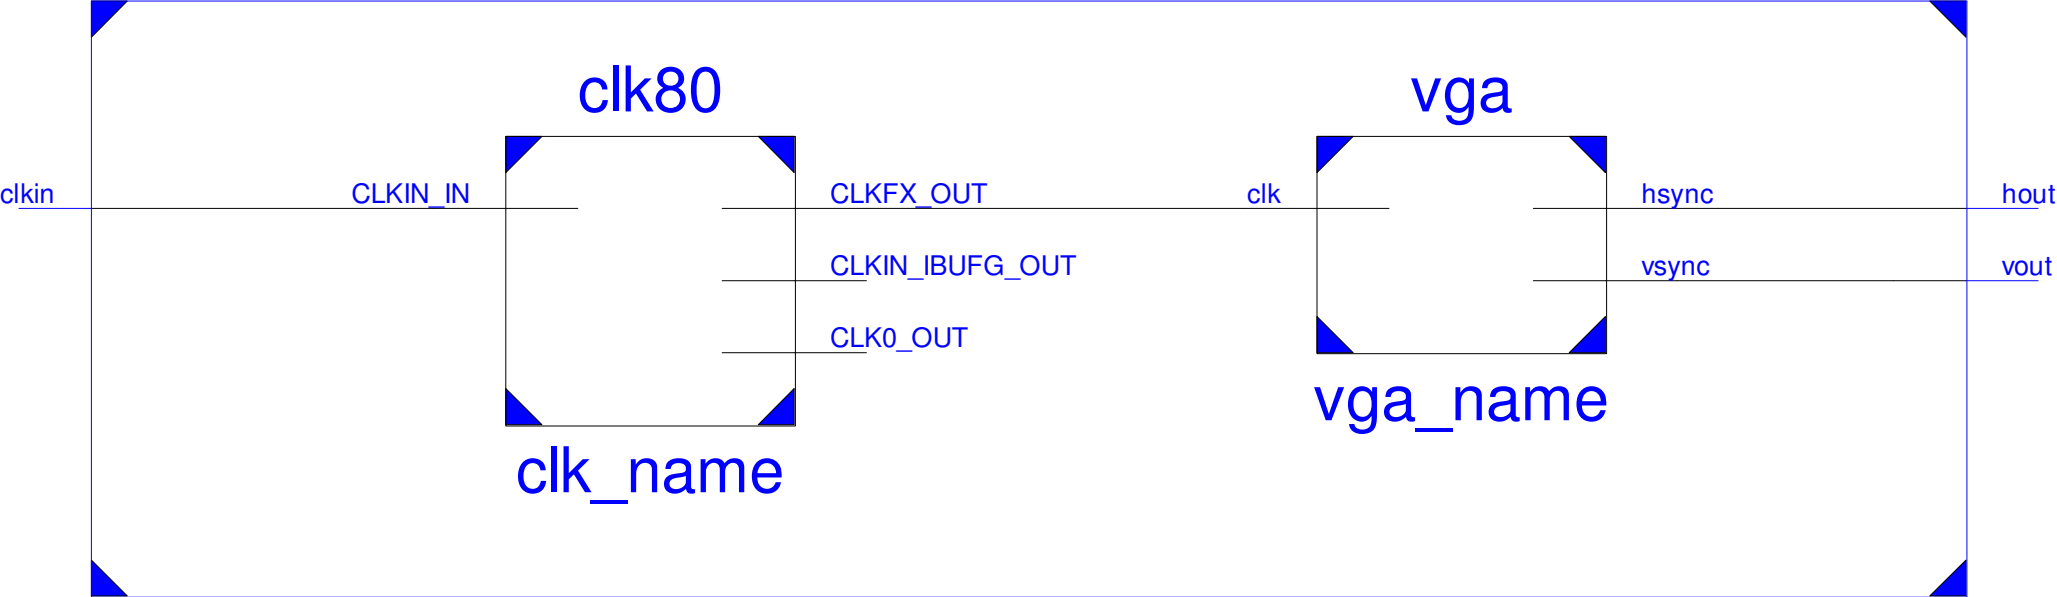 clk80
vga
clkin
CLKIN_IN
CLKFX_OUT
clk
hsync
hout
CLKIN_IBUFG_OUT
vsync
vout
CLK0_OUT
vga_name
clk_name